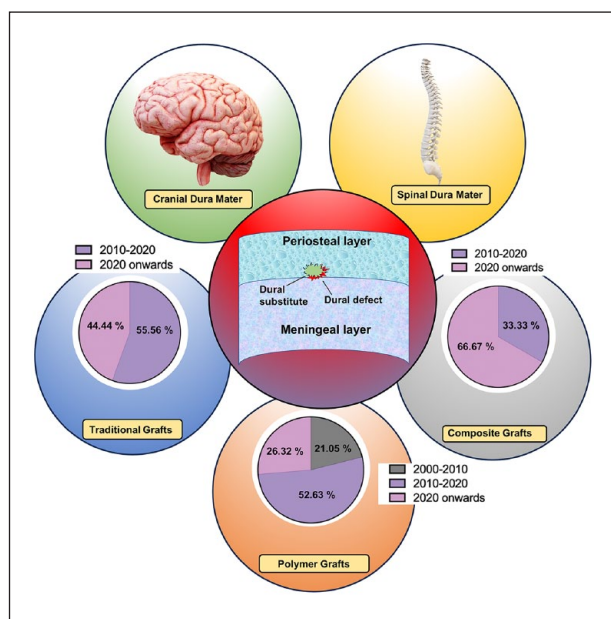 Cranial Dura Mater
Spinal Dura Mater
Periosteal layer
Dural
substitute
Dural defect
Meningeal layer
2010-2020
2020 onwards
44.44 %
55.56 %
Traditional Grafts
2010-2020
2020 onwards
33.33 %
66.67 %
Composite Grafts
26.32 %
21.05 %
52.63 %
2000-2010
2010-2020
2020 onwards
Polymer Grafts